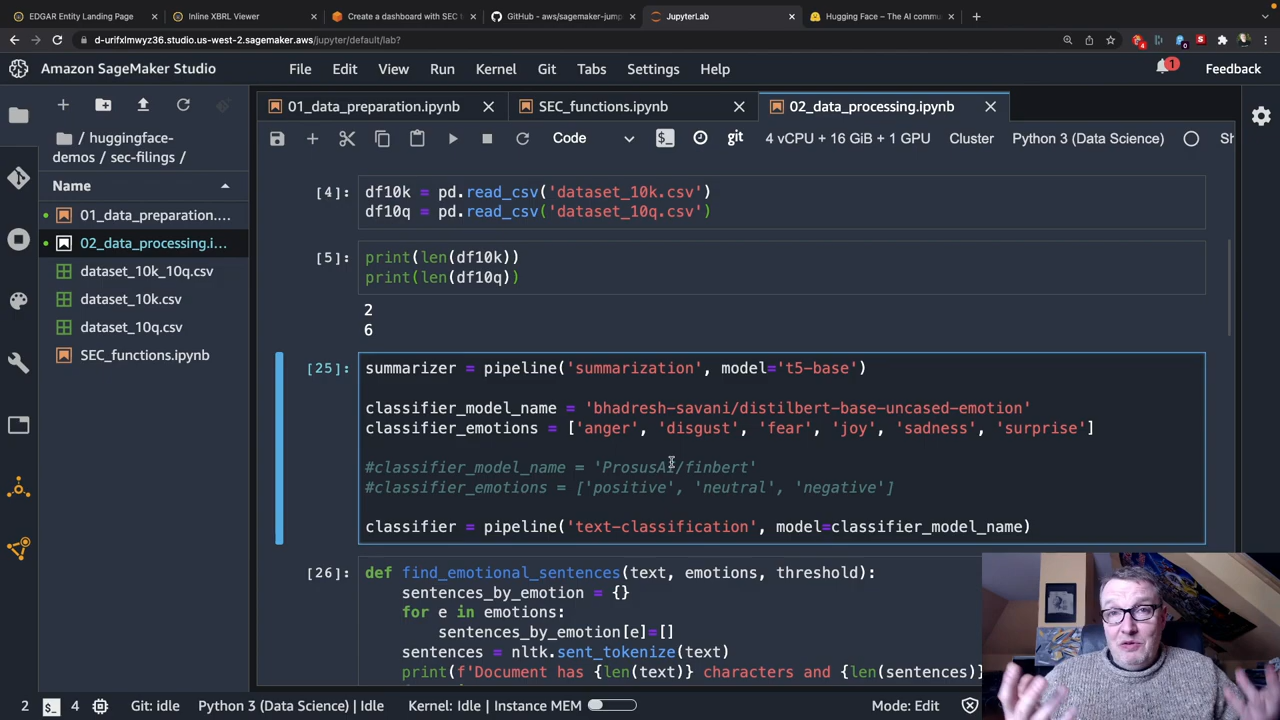 EDGAR Entity Landing Page
Inline XBRL Viewer
Create a dashboard with SEC
GitHub - aws/sagemaker-jump
JupyterLab
Hugging Face – The AI commu
d-urifxlmwyz36.studio.us-west-2.sagemaker.aws/jupyter/default/lab?
Amazon SageMaker Studio
File Edit View Run Kernel Git Tabs Settings Help
1
Feedback
01_data_preparation.ipynb
SEC_functions.ipynb
02_data_processing.ipynb
Code
git
4 vCPU + 16 GiB + 1 GPU
Cluster
Python 3 (Data Science)
/ huggingface-
demos / sec-filings /
Name
01_data_preparation....
02_data_processing.i...
dataset_10k_10q.csv
dataset_10k.csv
dataset_10q.csv
SEC_functions.ipynb
[4]:
df10k = pd.read_csv('dataset_10k.csv')
df10q = pd.read_csv('dataset_10q.csv')
[5]:
print(len(df10k))
print(len(df10q))
2
6
[25]:
summarizer = pipeline('summarization', model='t5-base')
classifier_model_name = 'bhadresh-savani/distilbert-base-uncased-emotion'
classifier_emotions = ['anger', 'disgust', 'fear', 'joy', 'sadness', 'surprise']
#classifier_model_name = 'ProsusAI/finbert'
#classifier_emotions = ['positive', 'neutral', 'negative']
classifier = pipeline('text-classification', model=classifier_model_name)
[26]:
def find_emotional_sentences(text, emotions, threshold):
sentences_by_emotion = {}
for e in emotions:
sentences_by_emotion[e]=[]
sentences = nltk.sent_tokenize(text)
print(f'Document has {len(text)} characters and {len(sentences)}
2
4
Git: idle
Python 3 (Data Science) | Idle
Kernel: Idle | Instance MEM
Mode: Edit